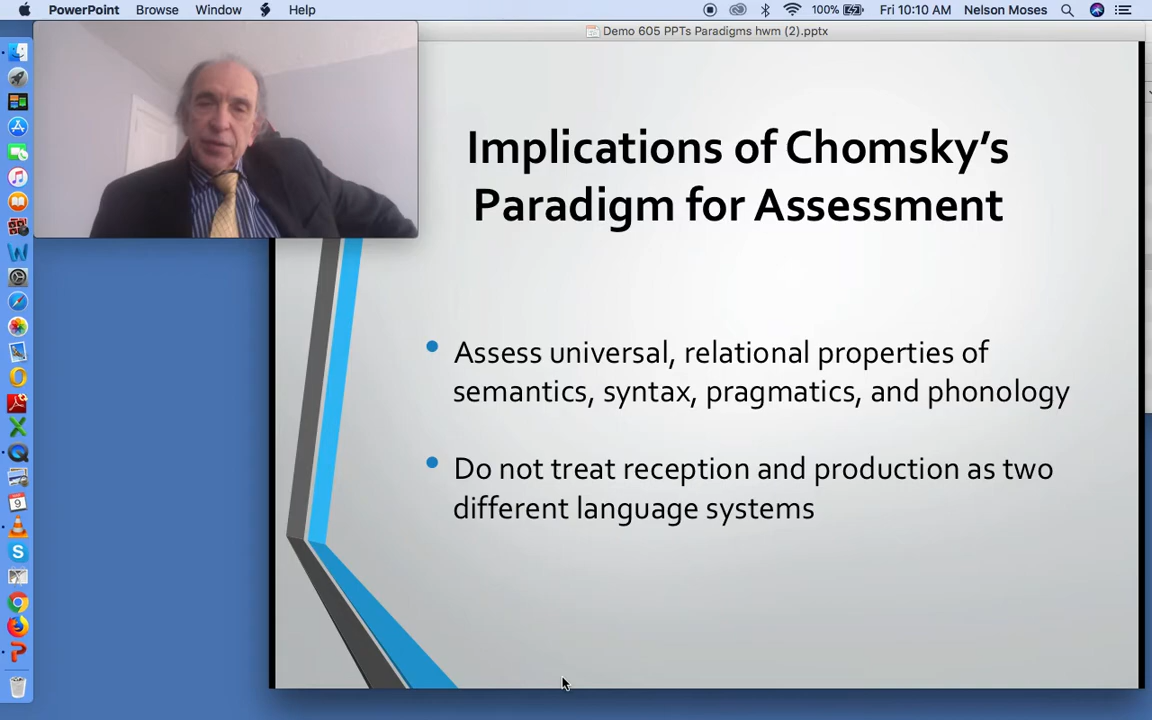 PowerPoint Browse Window Help 100% Fri 10:10 AM Nelson Moses
Demo 605 PPTs Paradigms hwm (2).pptx
Implications of Chomsky’s
Paradigm for Assessment
• Assess universal, relational properties of
semantics, syntax, pragmatics, and phonology
• Do not treat reception and production as two
different language systems